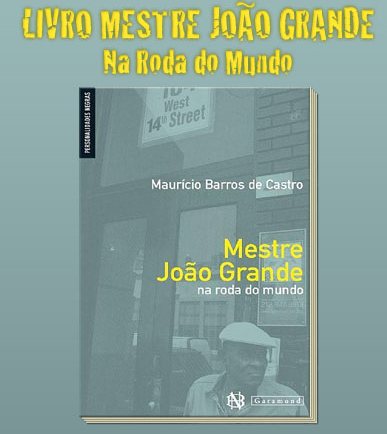 LIVRO MESTRE JOÃO GRANDE
Na Roda do Mundo
PERSONALIDADES NEGRAS
West
14th Street
Maurício Barros de Castro
Mestre
João Grande
na roda do mundo
Garamond